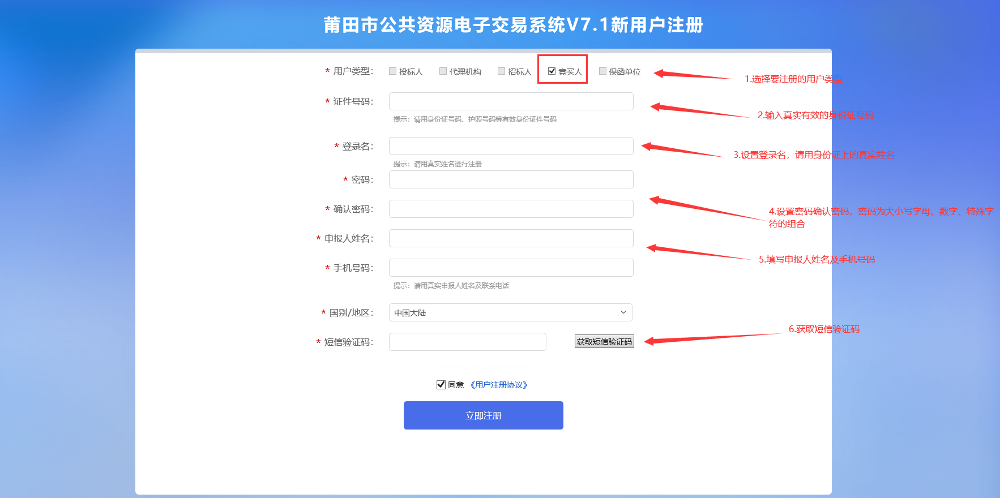 莆田市公共资源电子交易系统V7.1新用户注册
* 用户类型： 投标人 代理机构 招标人 竞买人 保函单位
1.选择要注册的用户类型
* 证件号码：
2.输入真实有效的身份证号码
提示：请用身份证号码、护照号码等有效身份证件号码
* 登录名：
3.设置登录名，请用身份证上的真实姓名
提示：请用真实姓名进行注册
* 密码：
* 确认密码：
4.设置密码确认密码，密码为大小写字母、数字、特殊字
符的组合
* 申报人姓名：
5.填写申报人姓名及手机号码
* 手机号码：
提示：请用真实申报人姓名及联系电话
* 国别/地区： 中国大陆
6.获取短信验证码
* 短信验证码： 获取短信验证码
同意 《用户注册协议》
立即注册